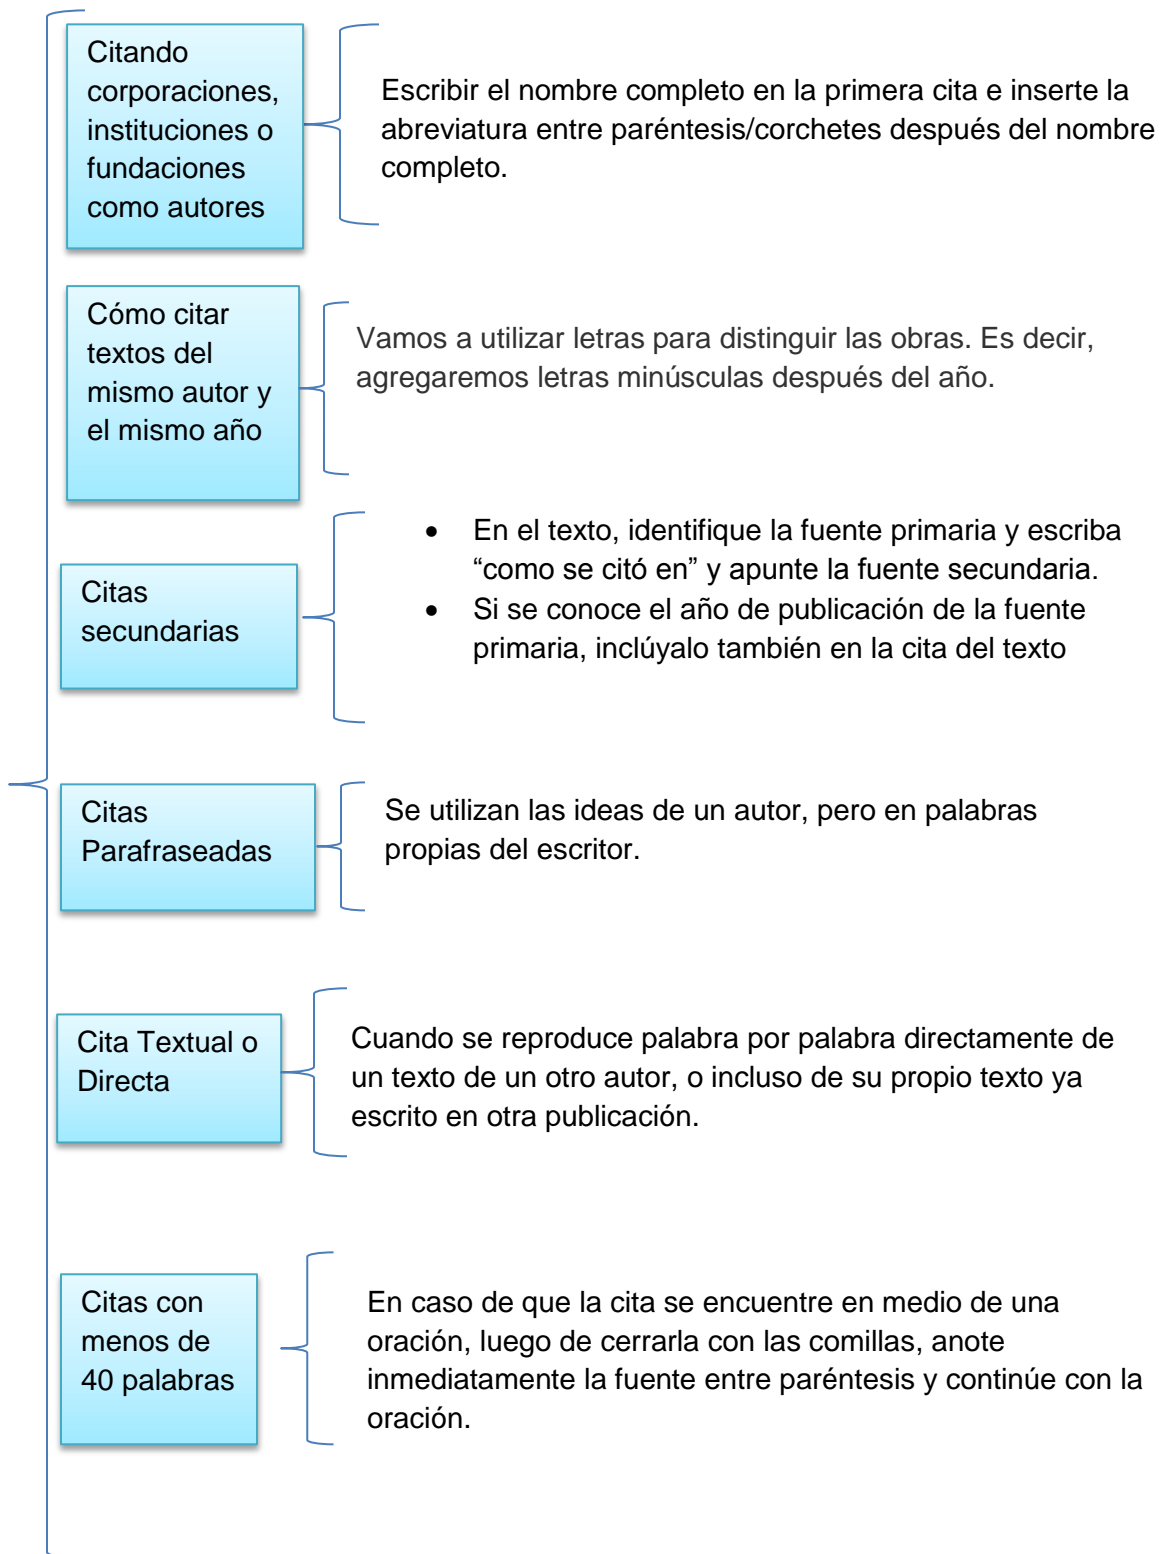 Citando
corporaciones,
instituciones o
fundaciones
como autores
Escribir el nombre completo en la primera cita e inserte la
abreviatura entre paréntesis/corchetes después del nombre
completo.
Cómo citar
textos del
mismo autor y
el mismo año
Vamos a utilizar letras para distinguir las obras. Es decir,
agregaremos letras minúsculas después del año.
Citas
secundarias
• En el texto, identifique la fuente primaria y escriba
“como se citó en” y apunte la fuente secundaria.
• Si se conoce el año de publicación de la fuente
primaria, inclúyalo también en la cita del texto
Citas
Parafraseadas
Se utilizan las ideas de un autor, pero en palabras
propias del escritor.
Cita Textual o
Directa
Cuando se reproduce palabra por palabra directamente de
un texto de un otro autor, o incluso de su propio texto ya
escrito en otra publicación.
Citas con
menos de
40 palabras
En caso de que la cita se encuentre en medio de una
oración, luego de cerrarla con las comillas, anote
inmediatamente la fuente entre paréntesis y continúe con la
oración.